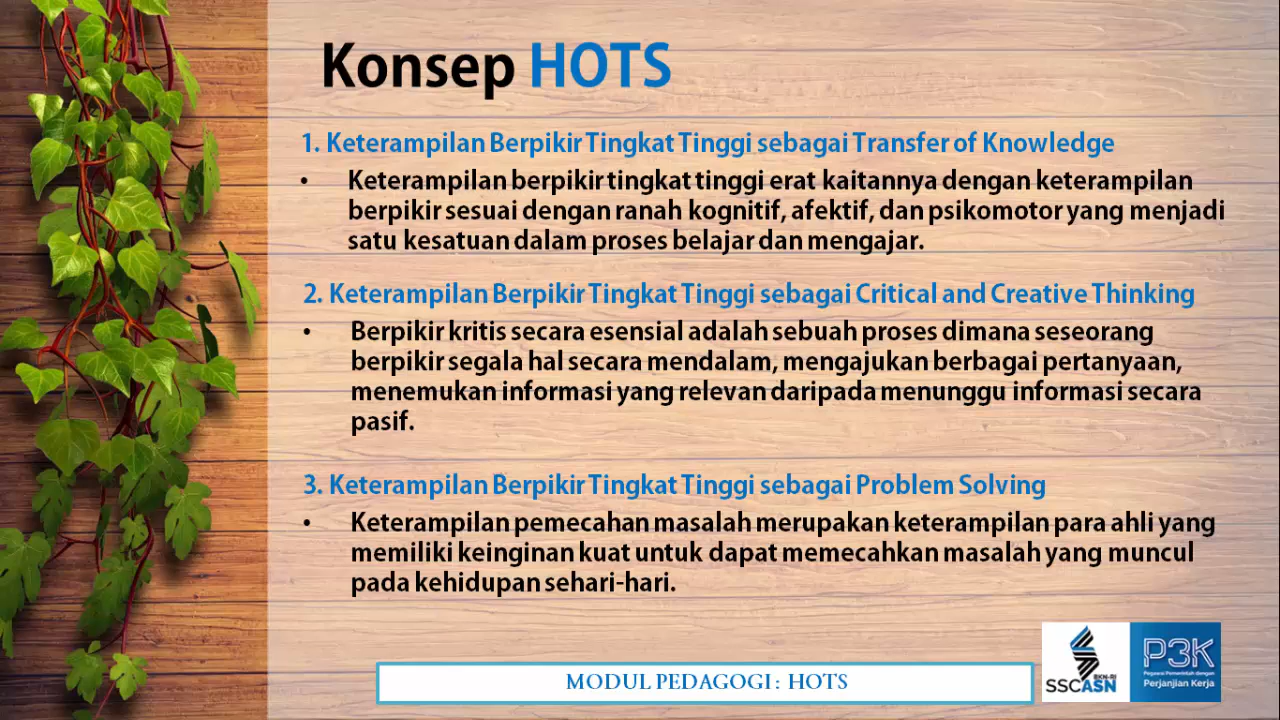 Konsep HOTS
1. Keterampilan Berpikir Tingkat Tinggi sebagai Transfer of Knowledge
• Keterampilan berpikir tingkat tinggi erat kaitannya dengan keterampilan
berpikir sesuai dengan ranah kognitif, afektif, dan psikomotor yang menjadi
satu kesatuan dalam proses belajar dan mengajar.
2. Keterampilan Berpikir Tingkat Tinggi sebagai Critical and Creative Thinking
• Berpikir kritis secara esensial adalah sebuah proses dimana seseorang
berpikir segala hal secara mendalam, mengajukan berbagai pertanyaan,
menemukan informasi yang relevan daripada menunggu informasi secara
pasif.
3. Keterampilan Berpikir Tingkat Tinggi sebagai Problem Solving
• Keterampilan pemecahan masalah merupakan keterampilan para ahli yang
memiliki keinginan kuat untuk dapat memecahkan masalah yang muncul
pada kehidupan sehari-hari.
MODUL PEDAGOGI : HOTS
BKN-RI
SSCASN
P3K
Pegawai Pemerintah dengan
Perjanjian Kerja